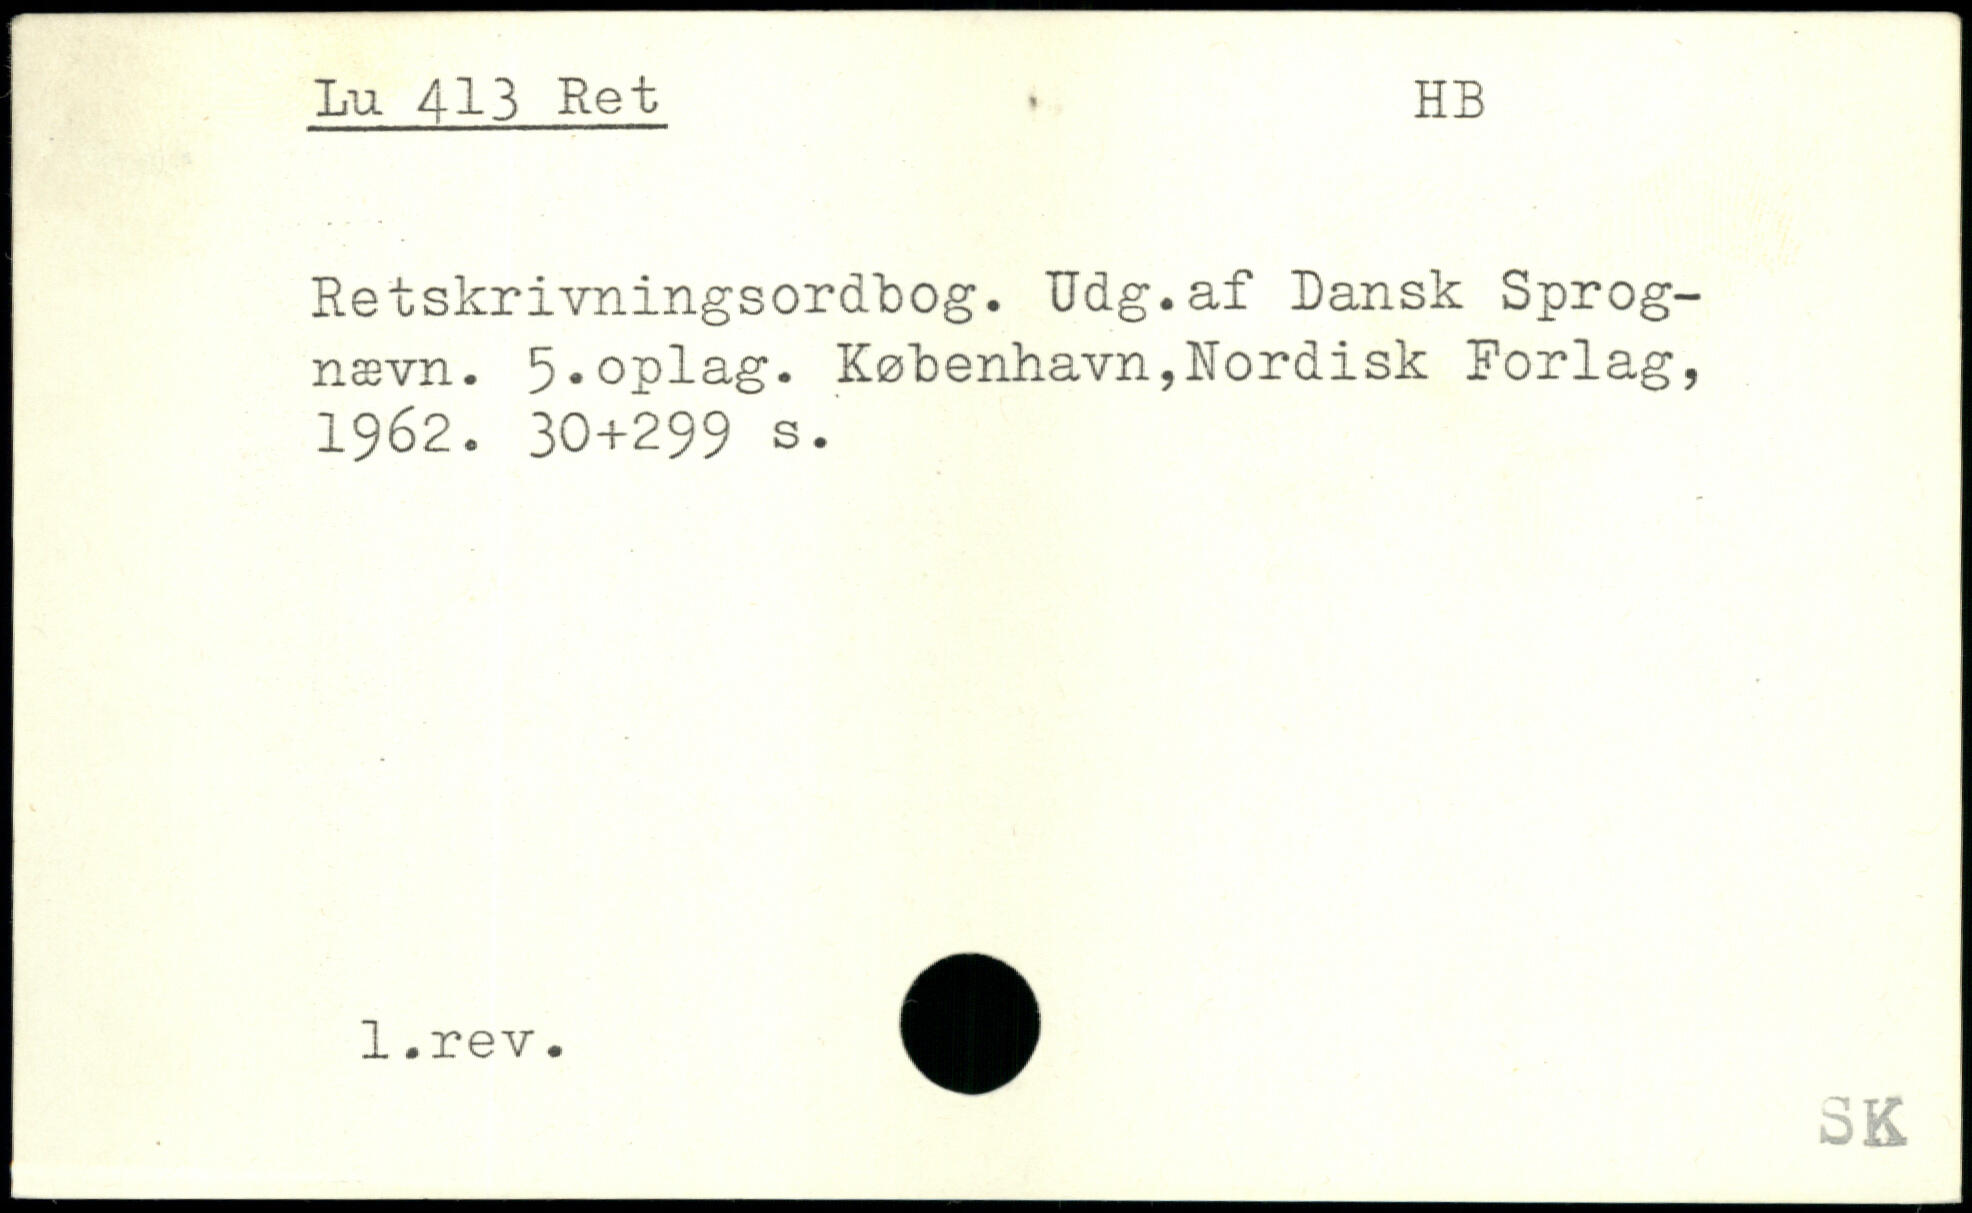 Lu 413 Ret HB
Retskrivningsordbog. Udg.af Dansk Sprog-
nævn. 5.oplag. København,Nordisk Forlag,
1962. 30+299 s.
1.rev.
SK